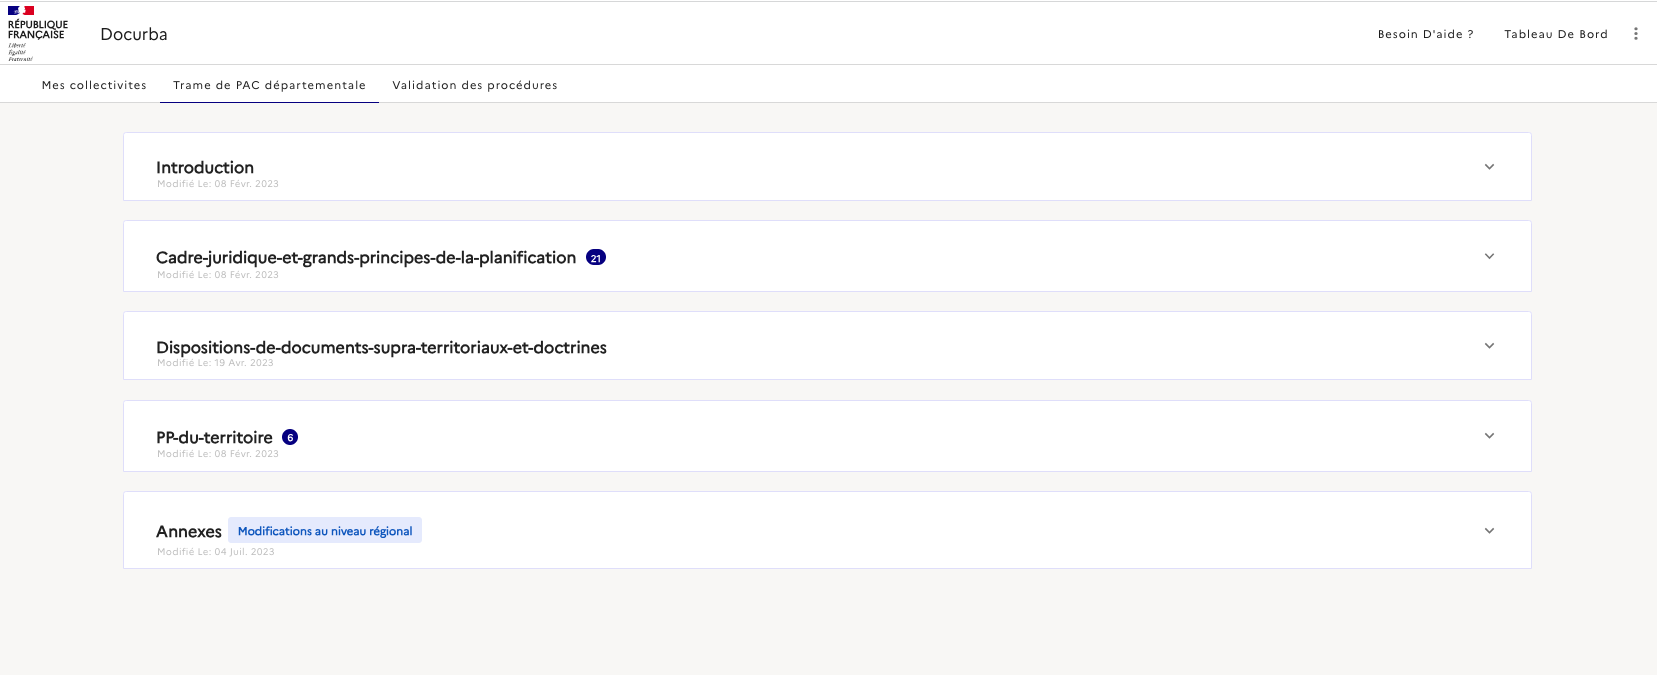 RÉPUBLIQUE
FRANÇAISE
Liberté
Égalité
Fraternité
Docurba
Besoin D'aide ?
Tableau De Bord
Mes collectivites
Trame de PAC départementale
Validation des procédures
Introduction
Modifié Le: 08 Févr. 2023
Cadre-juridique-et-grands-principes-de-la-planification 21
Modifié Le: 08 Févr. 2023
Dispositions-de-documents-supra-territoriaux-et-doctrines
Modifié Le: 19 Avr. 2023
PP-du-territoire 6
Modifié Le: 08 Févr. 2023
Annexes Modifications au niveau régional
Modifié Le: 04 Juil. 2023